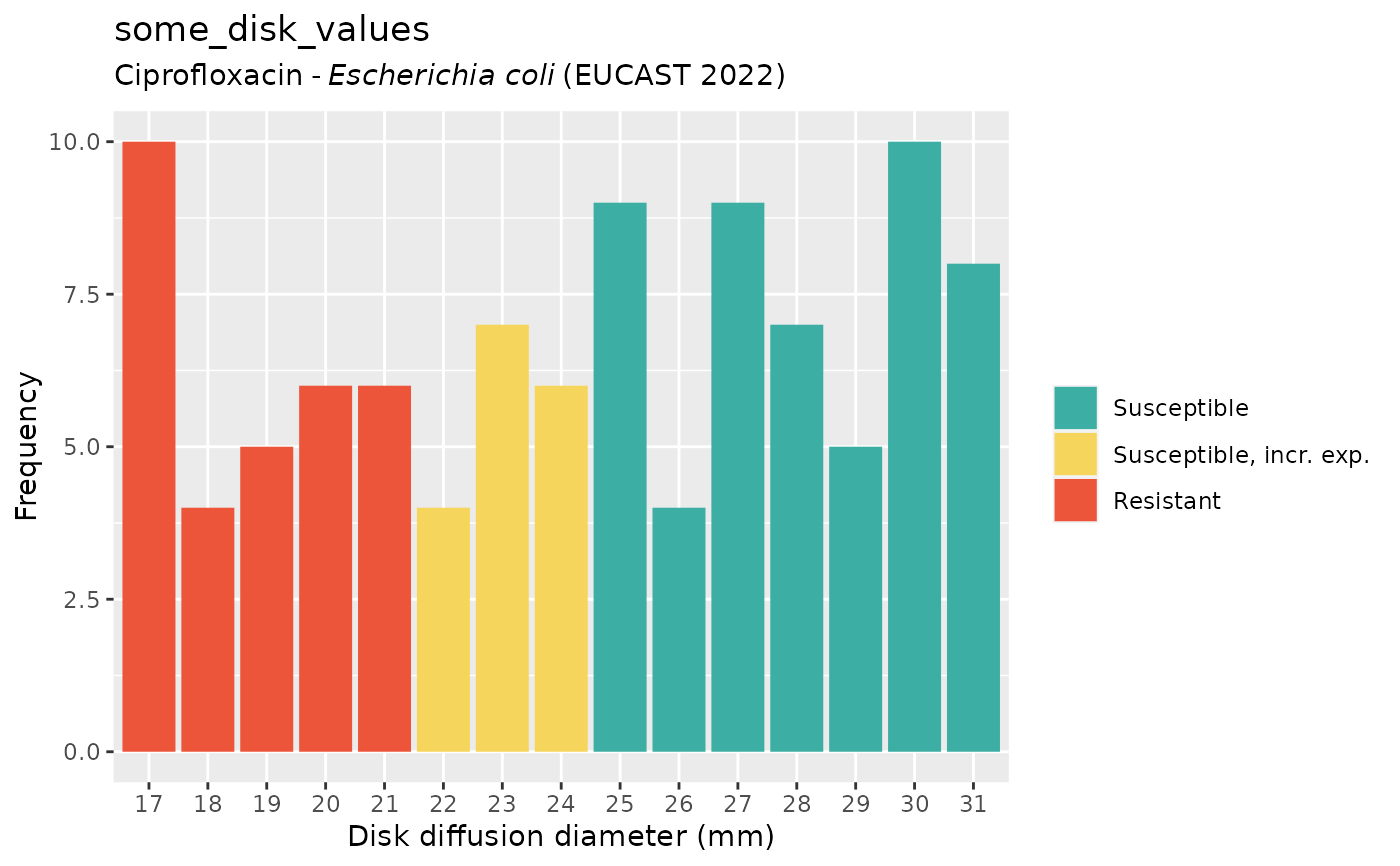 some_disk_values
Ciprofloxacin - Escherichia coli (EUCAST 2022)
Frequency
10.0
7.5
5.0
2.5
0.0
17 18 19 20 21 22 23 24 25 26 27 28 29 30 31
Disk diffusion diameter (mm)
Susceptible
Susceptible, incr. exp.
Resistant